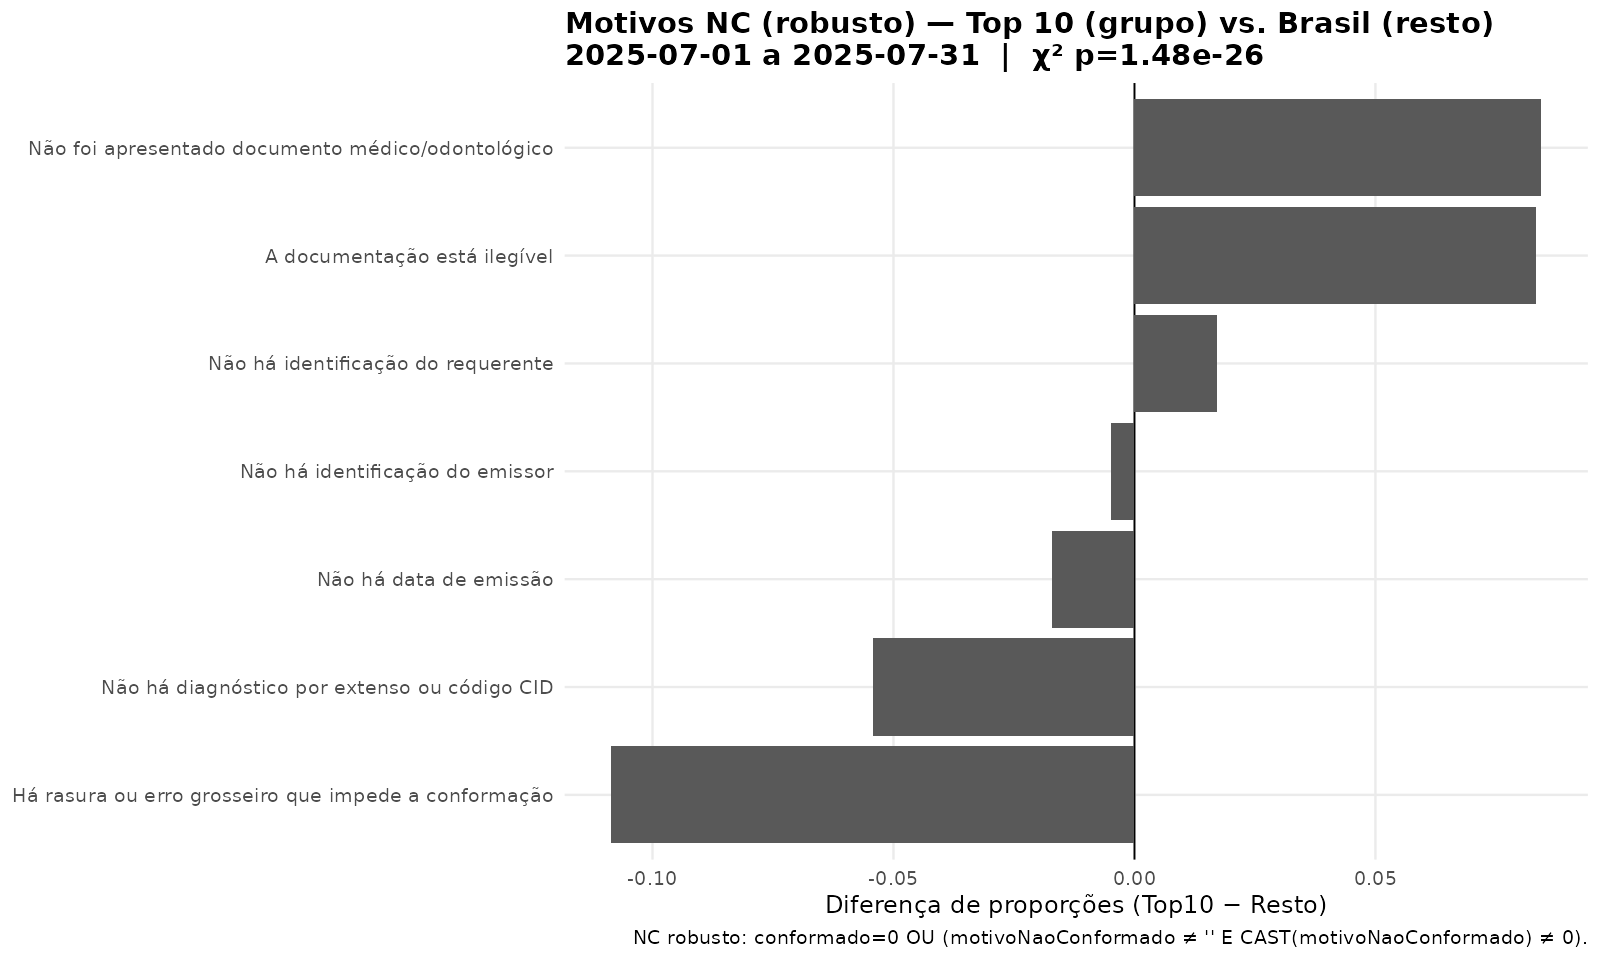 Motivos NC (robusto) — Top 10 (grupo) vs. Brasil (resto)
2025-07-01 a 2025-07-31 | χ² p=1.48e-26
Não foi apresentado documento médico/odontológico
A documentação está ilegível
Não há identificação do requerente
Não há identificação do emissor
Não há data de emissão
Não há diagnóstico por extenso ou código CID
Há rasura ou erro grosseiro que impede a conformação
-0.10 -0.05 0.00 0.05
Diferença de proporções (Top10 − Resto)
NC robusto: conformado=0 OU (motivoNaoConformado ≠ '' E CAST(motivoNaoConformado) ≠ 0).